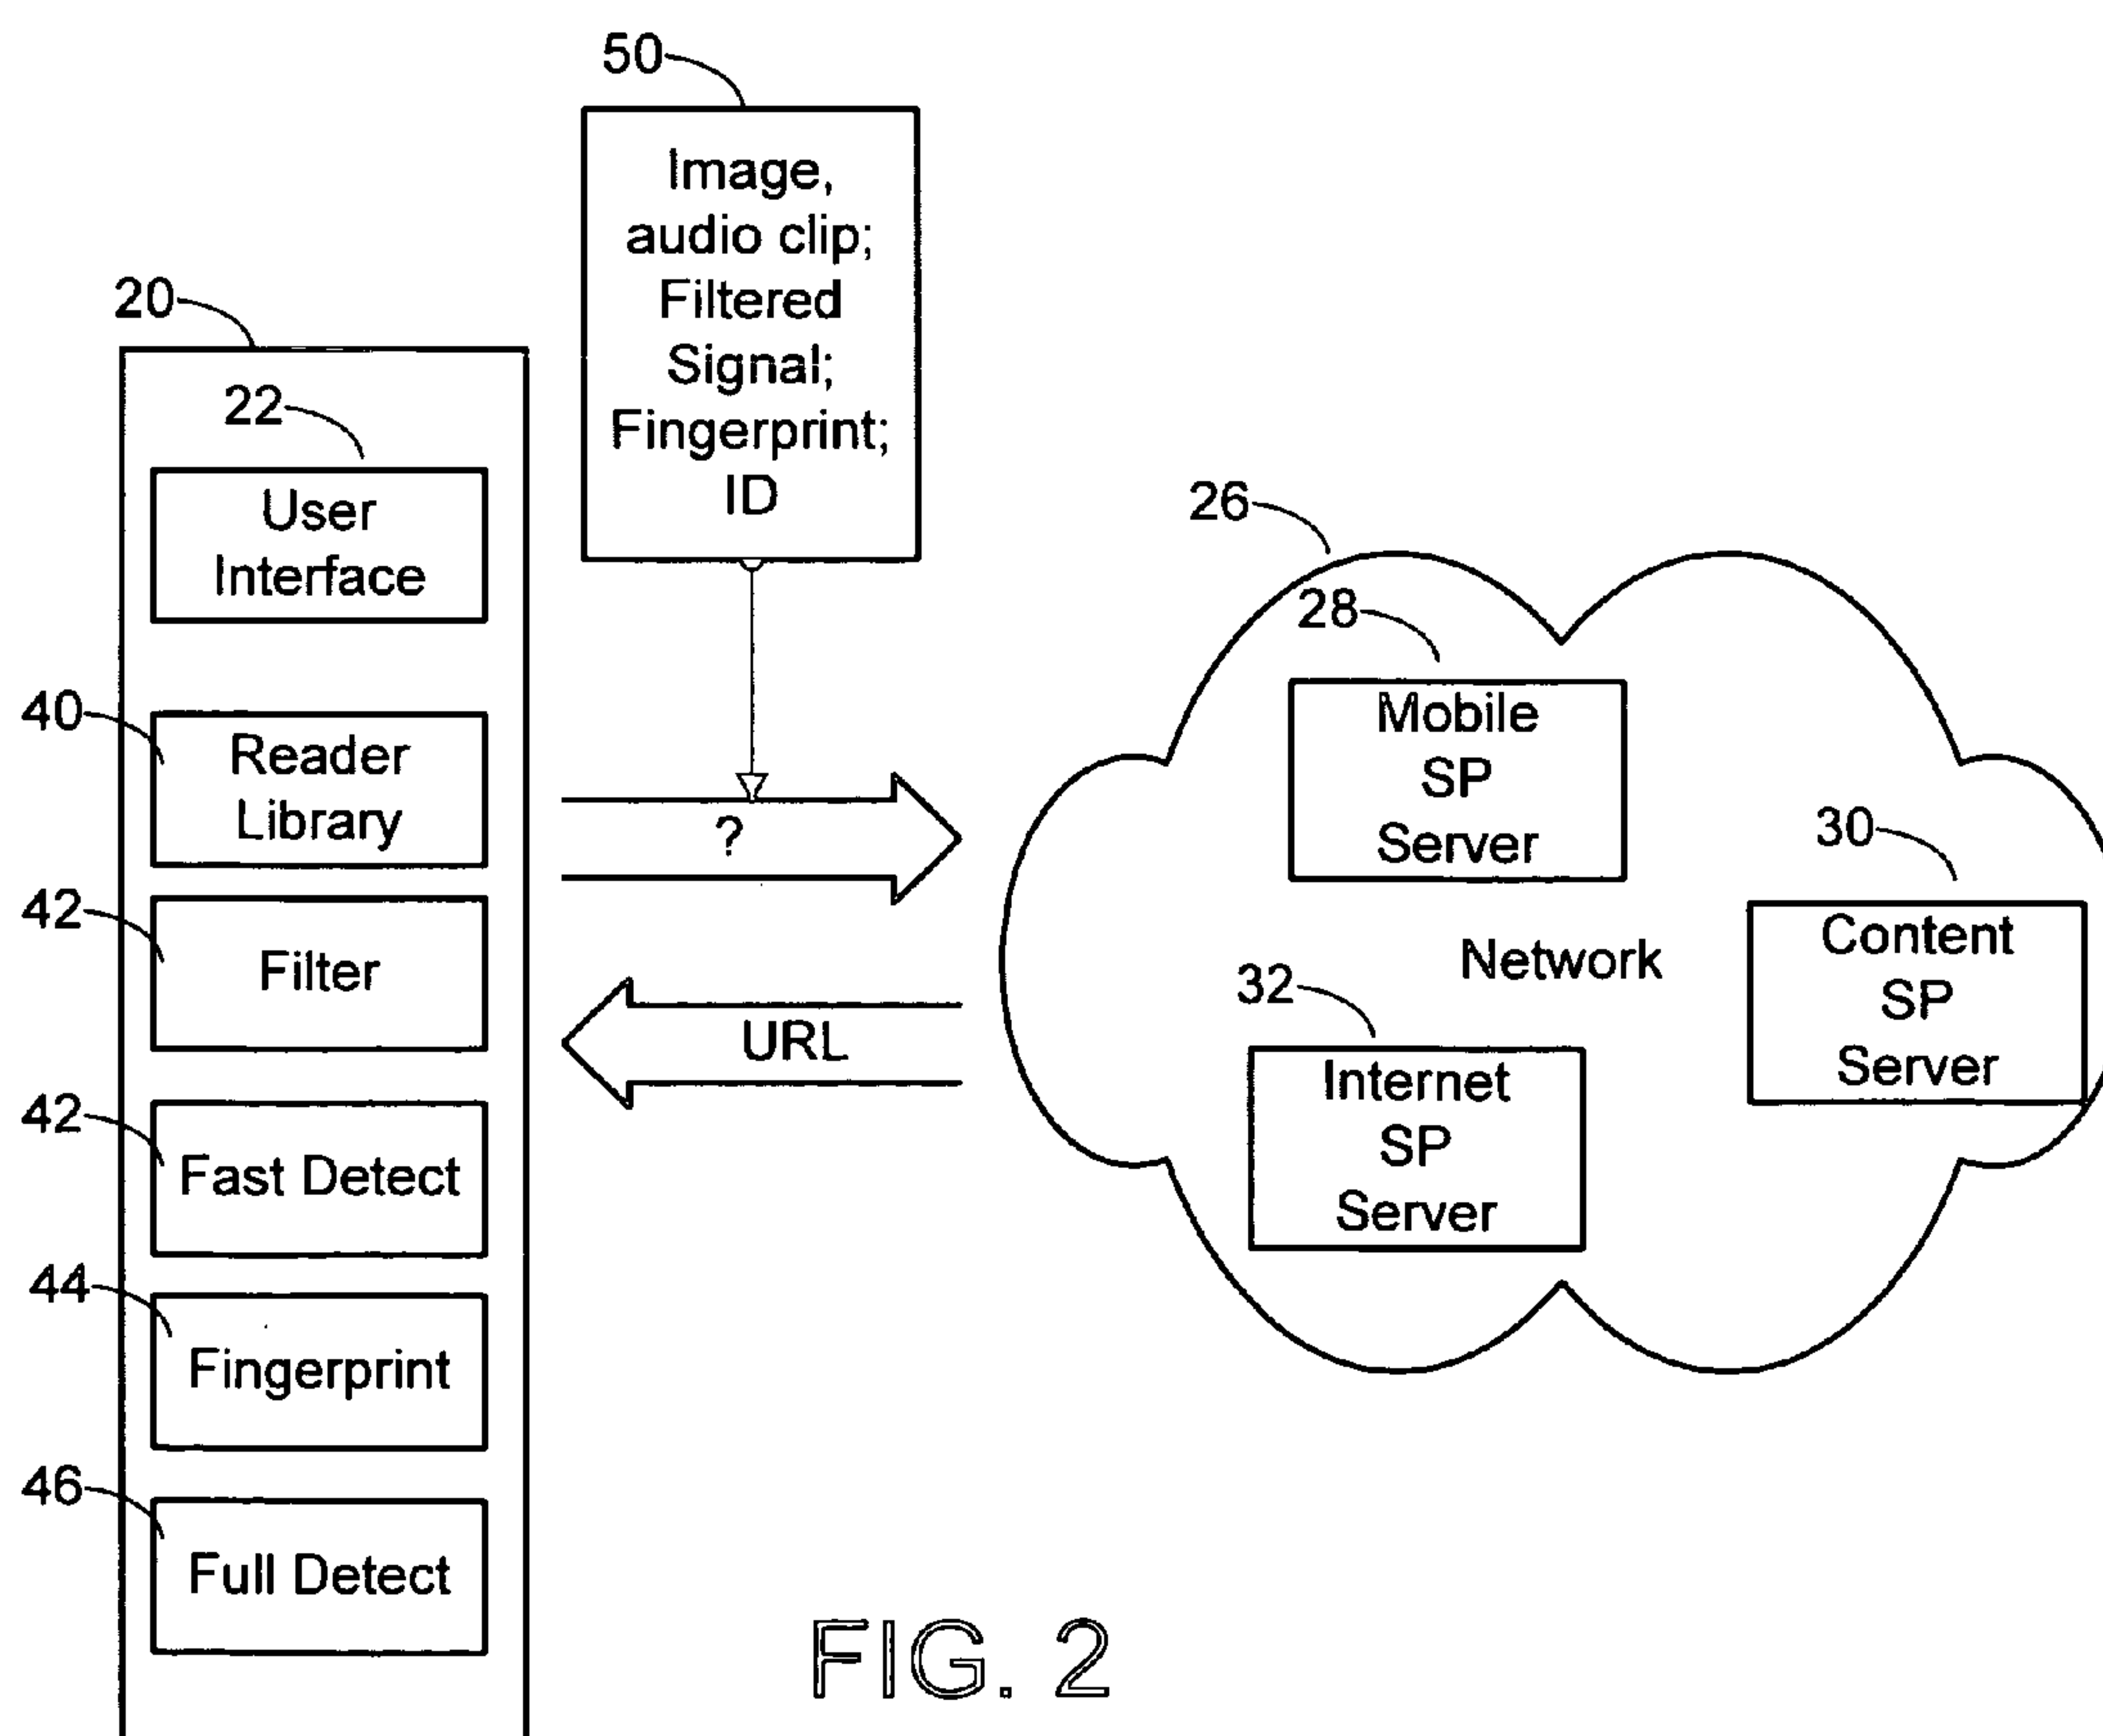 50
Image,
audio clip;
Filtered
Signal;
Fingerprint;
ID
20
22
User
Interface
40
Reader
Library
42
Filter
42
Fast Detect
44
Fingerprint
46
Full Detect
?
URL
26
28
Mobile
SP
Server
30
Content
SP
Server
Network
32
Internet
SP
Server
FIG. 2